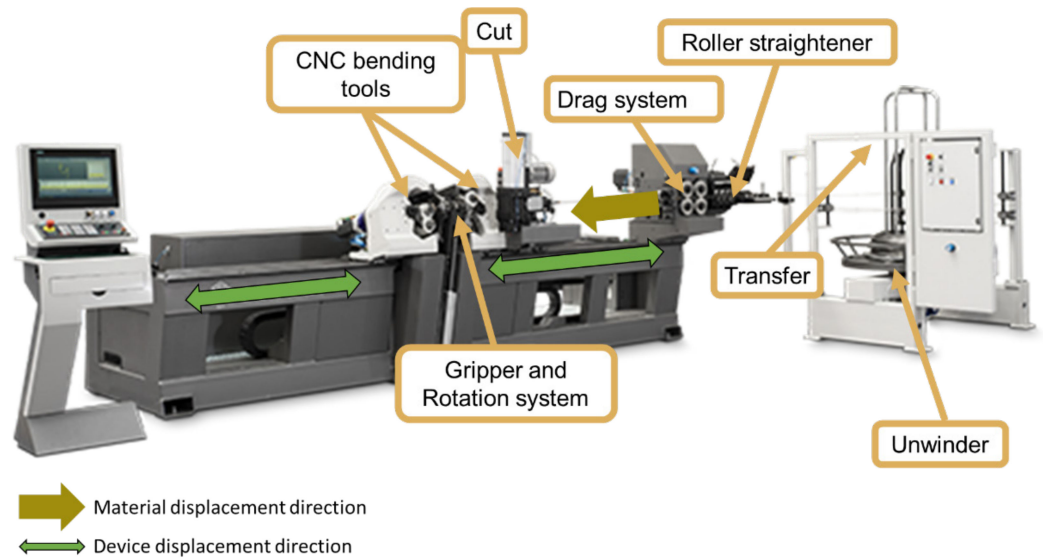 Cut
Roller straightener
CNC bending
tools
Drag system
Transfer
Gripper and
Rotation system
Unwinder
Material displacement direction
Device displacement direction